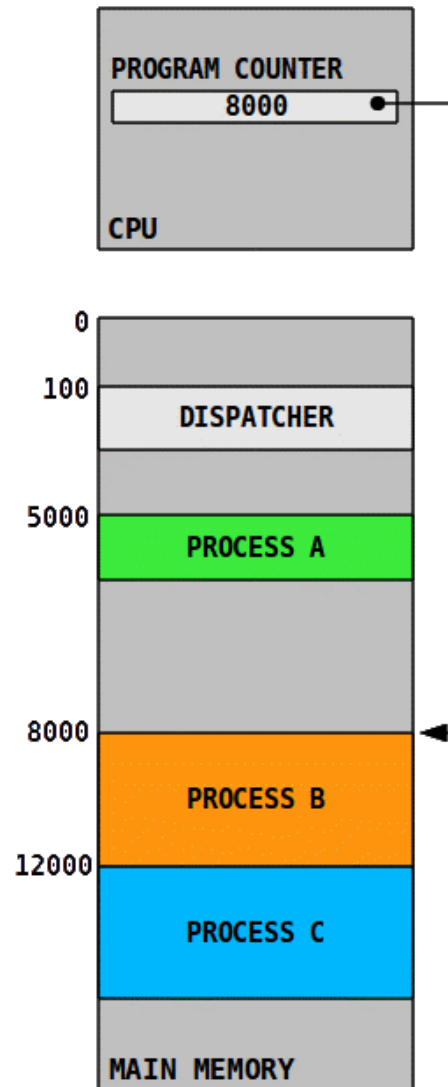 PROGRAM COUNTER
8000
CPU
0
100
DISPATCHER
5000
PROCESS A
8000
PROCESS B
12000
PROCESS C
MAIN MEMORY